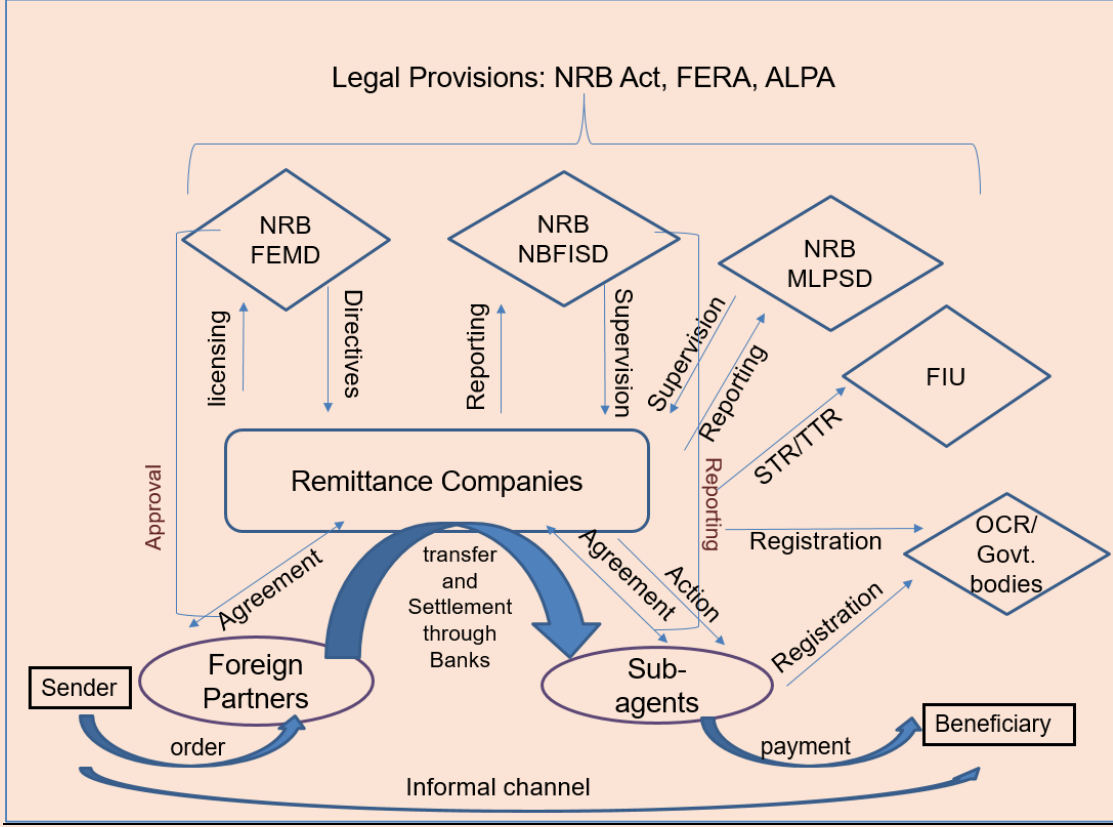 Legal Provisions: NRB Act, FERA, ALPA
NRB
FEMD
NRB
NBFISD
NRB
MLPSD
FIU
OCR/
Govt.
bodies
licensing
Directives
Reporting
Supervision
Supervision
Reporting
STR/TTR
Approval
Remittance Companies
Reporting
Registration
Agreement
transfer
and
Settlement
through
Banks
Agreement
Action
Registration
Sender
Foreign
Partners
Sub-
agents
Beneficiary
order
payment
Informal channel